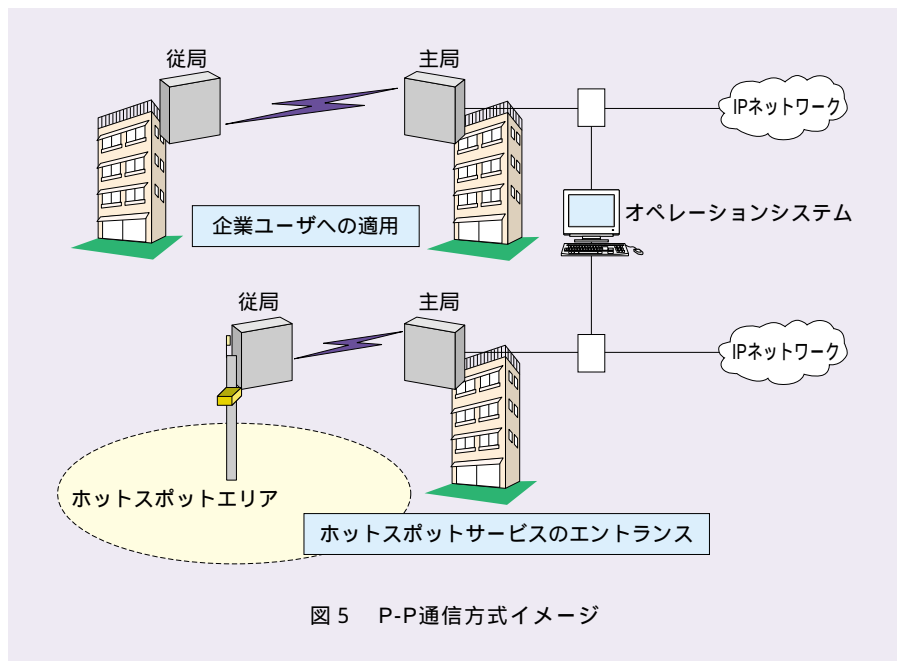 従局
主局
IPネットワーク
企業ユーザへの適用
オペレーションシステム
従局
主局
IPネットワーク
ホットスポットエリア
ホットスポットサービスのエントランス
図5 P-P通信方式イメージ